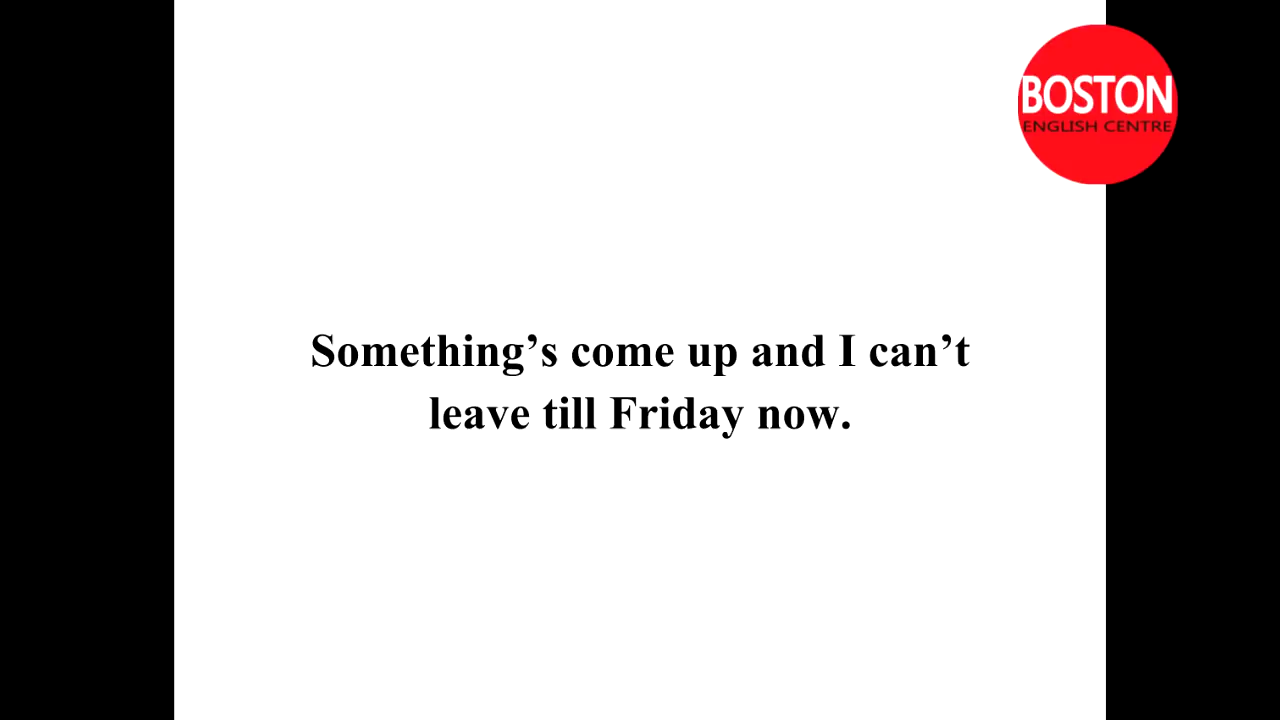 BOSTON
ENGLISH CENTRE
Something’s come up and I can’t
leave till Friday now.